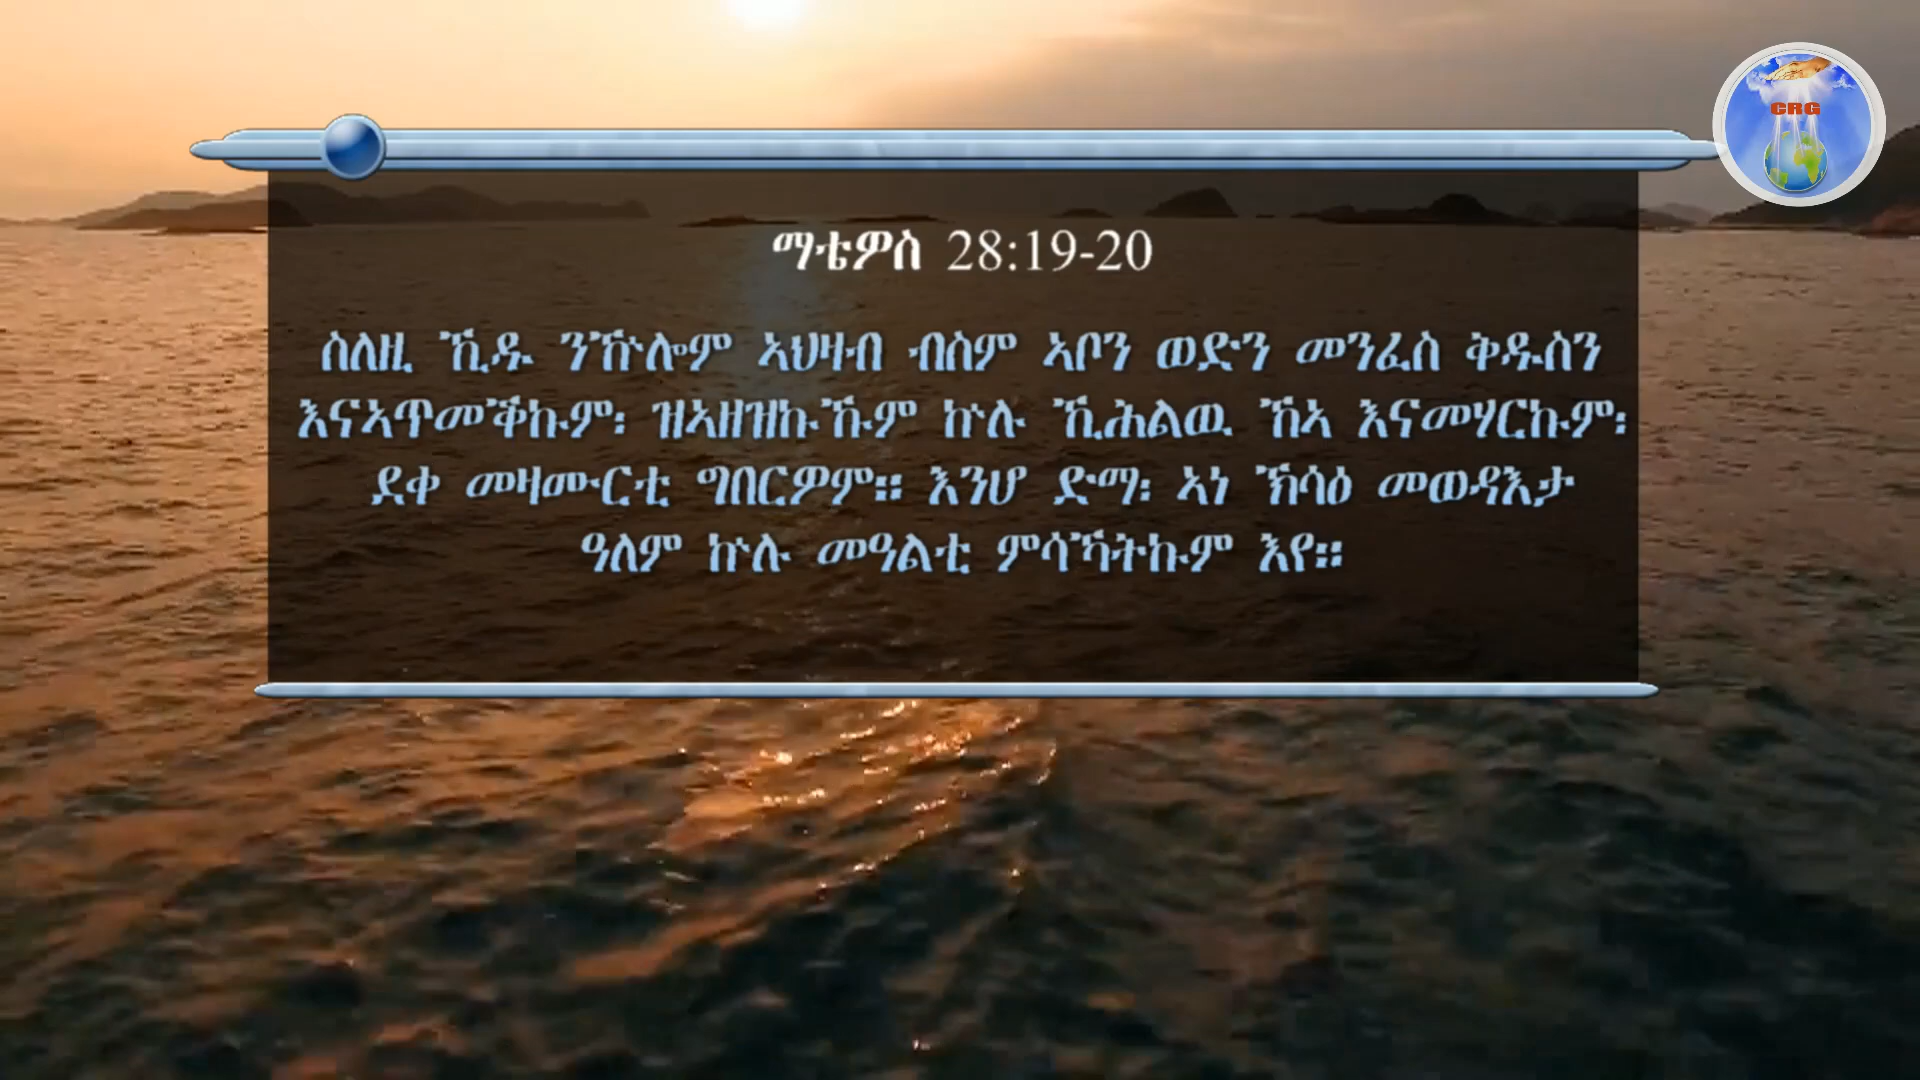 CRG
ማቴዎስ 28:19-20
ስለዚ ኺዱ ንዅሎም ኣህዛብ ብስም ኣቦን ወድን መንፈስ ቅዱስን
እናኣጥመቕኩም፡ ዝኣዘዝኩኹም ኵሉ ኺሕልዉ ኸኣ እናመሃርኩም፡
ደቀ መዛሙርቲ ግበርዎም። እንሆ ድማ፡ ኣነ ኽሳዕ መወዳእታ
ዓለም ኵሉ መዓልቲ ምሳኻትኩም እየ።